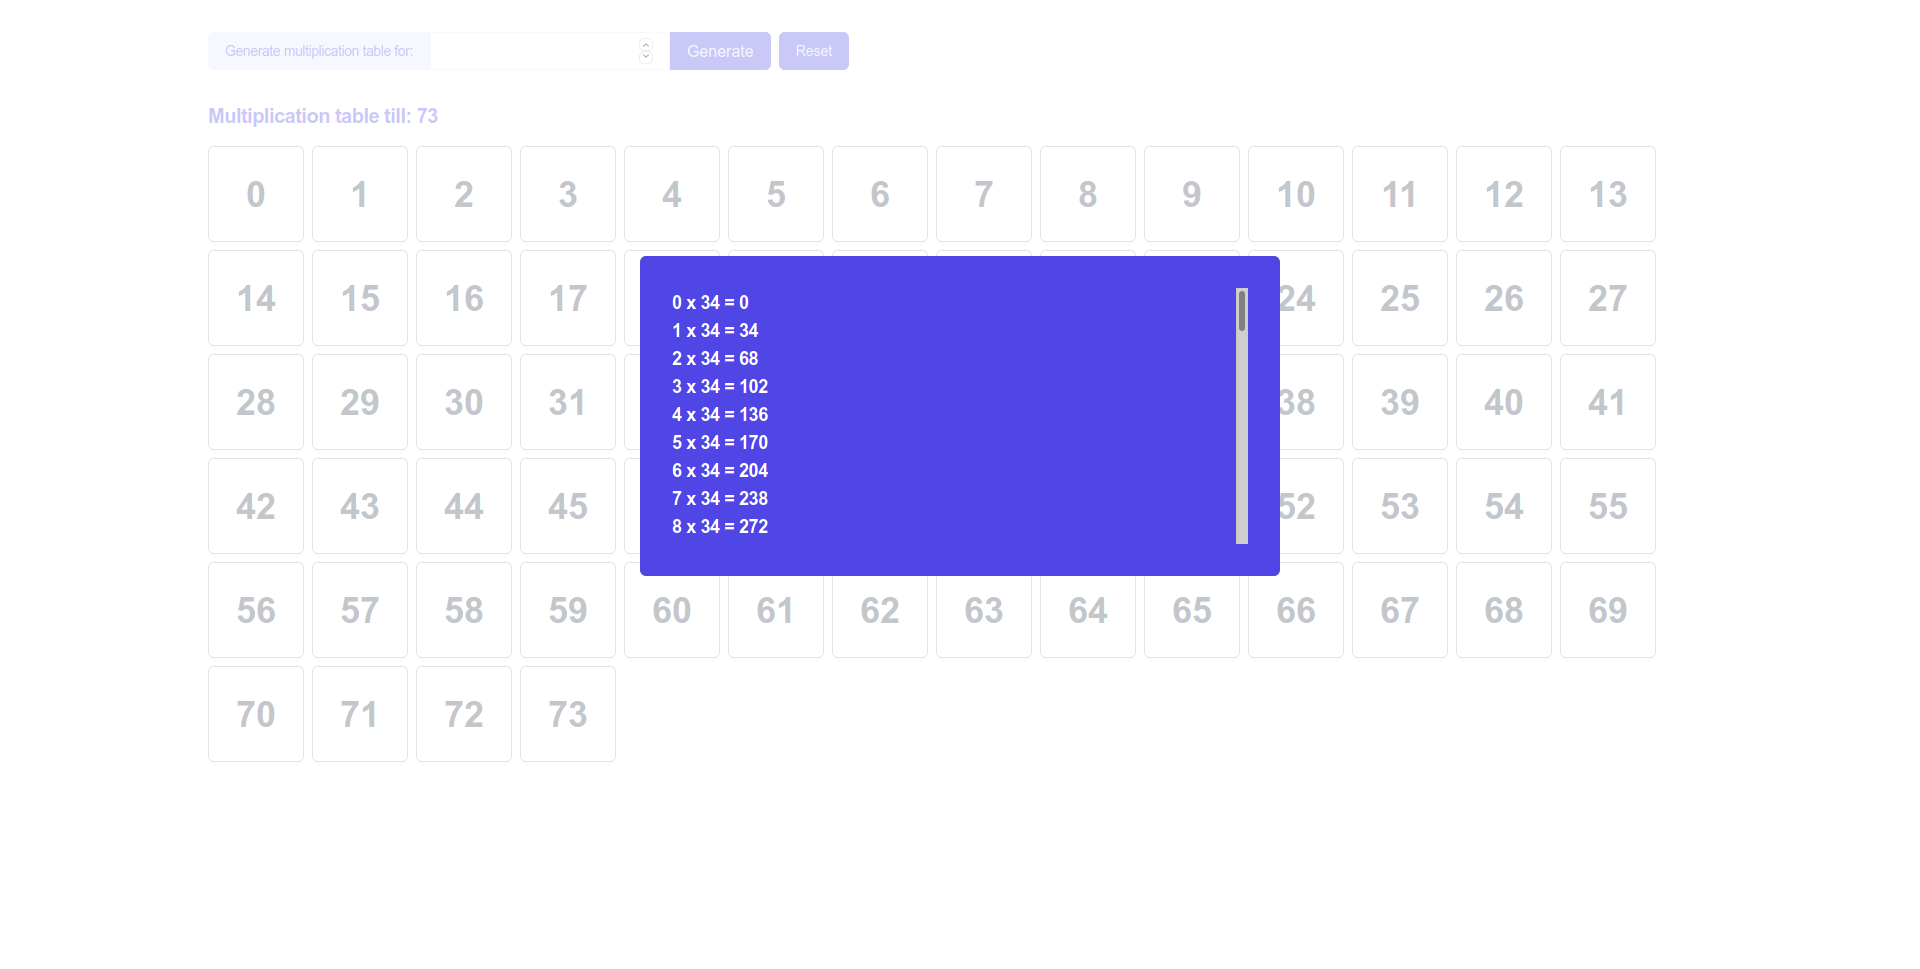 Generate multiplication table for: Generate Reset
Multiplication table till: 73
0 1 2 3 4 5 6 7 8 9 10 11 12 13
14 15 16 17 24 25 26 27
28 29 30 31 38 39 40 41
42 43 44 45 52 53 54 55
56 57 58 59 60 61 62 63 64 65 66 67 68 69
70 71 72 73
0 x 34 = 0
1 x 34 = 34
2 x 34 = 68
3 x 34 = 102
4 x 34 = 136
5 x 34 = 170
6 x 34 = 204
7 x 34 = 238
8 x 34 = 272